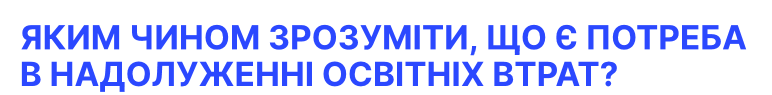 ЯКИМ ЧИНОМ ЗРОЗУМІТИ, ЩО Є ПОТРЕБА
В НАДОЛУЖЕННІ ОСВІТНІХ ВТРАТ?